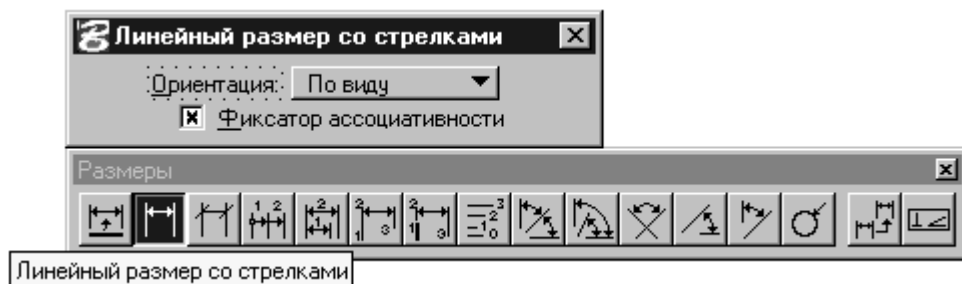 Линейный размер со стрелками
Ориентация: По виду
Фиксатор ассоциативности
Размеры
Линейный размер со стрелками